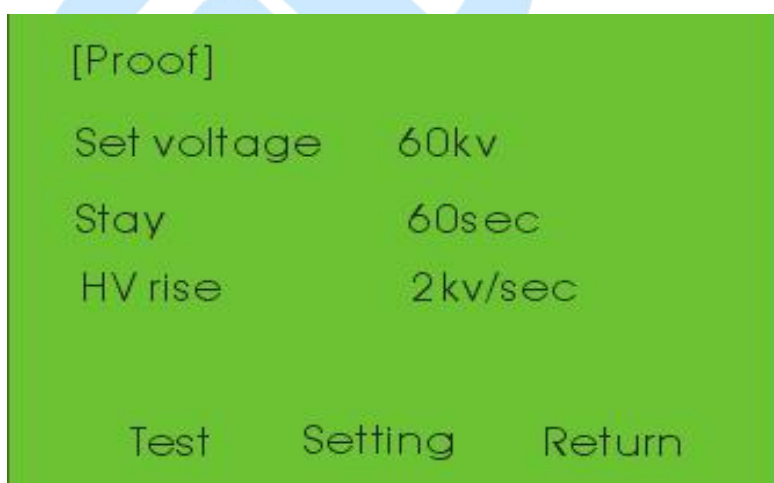 [Proof]
Set voltage 60kv
Stay 60sec
HV rise 2kv/sec
Test Setting Return